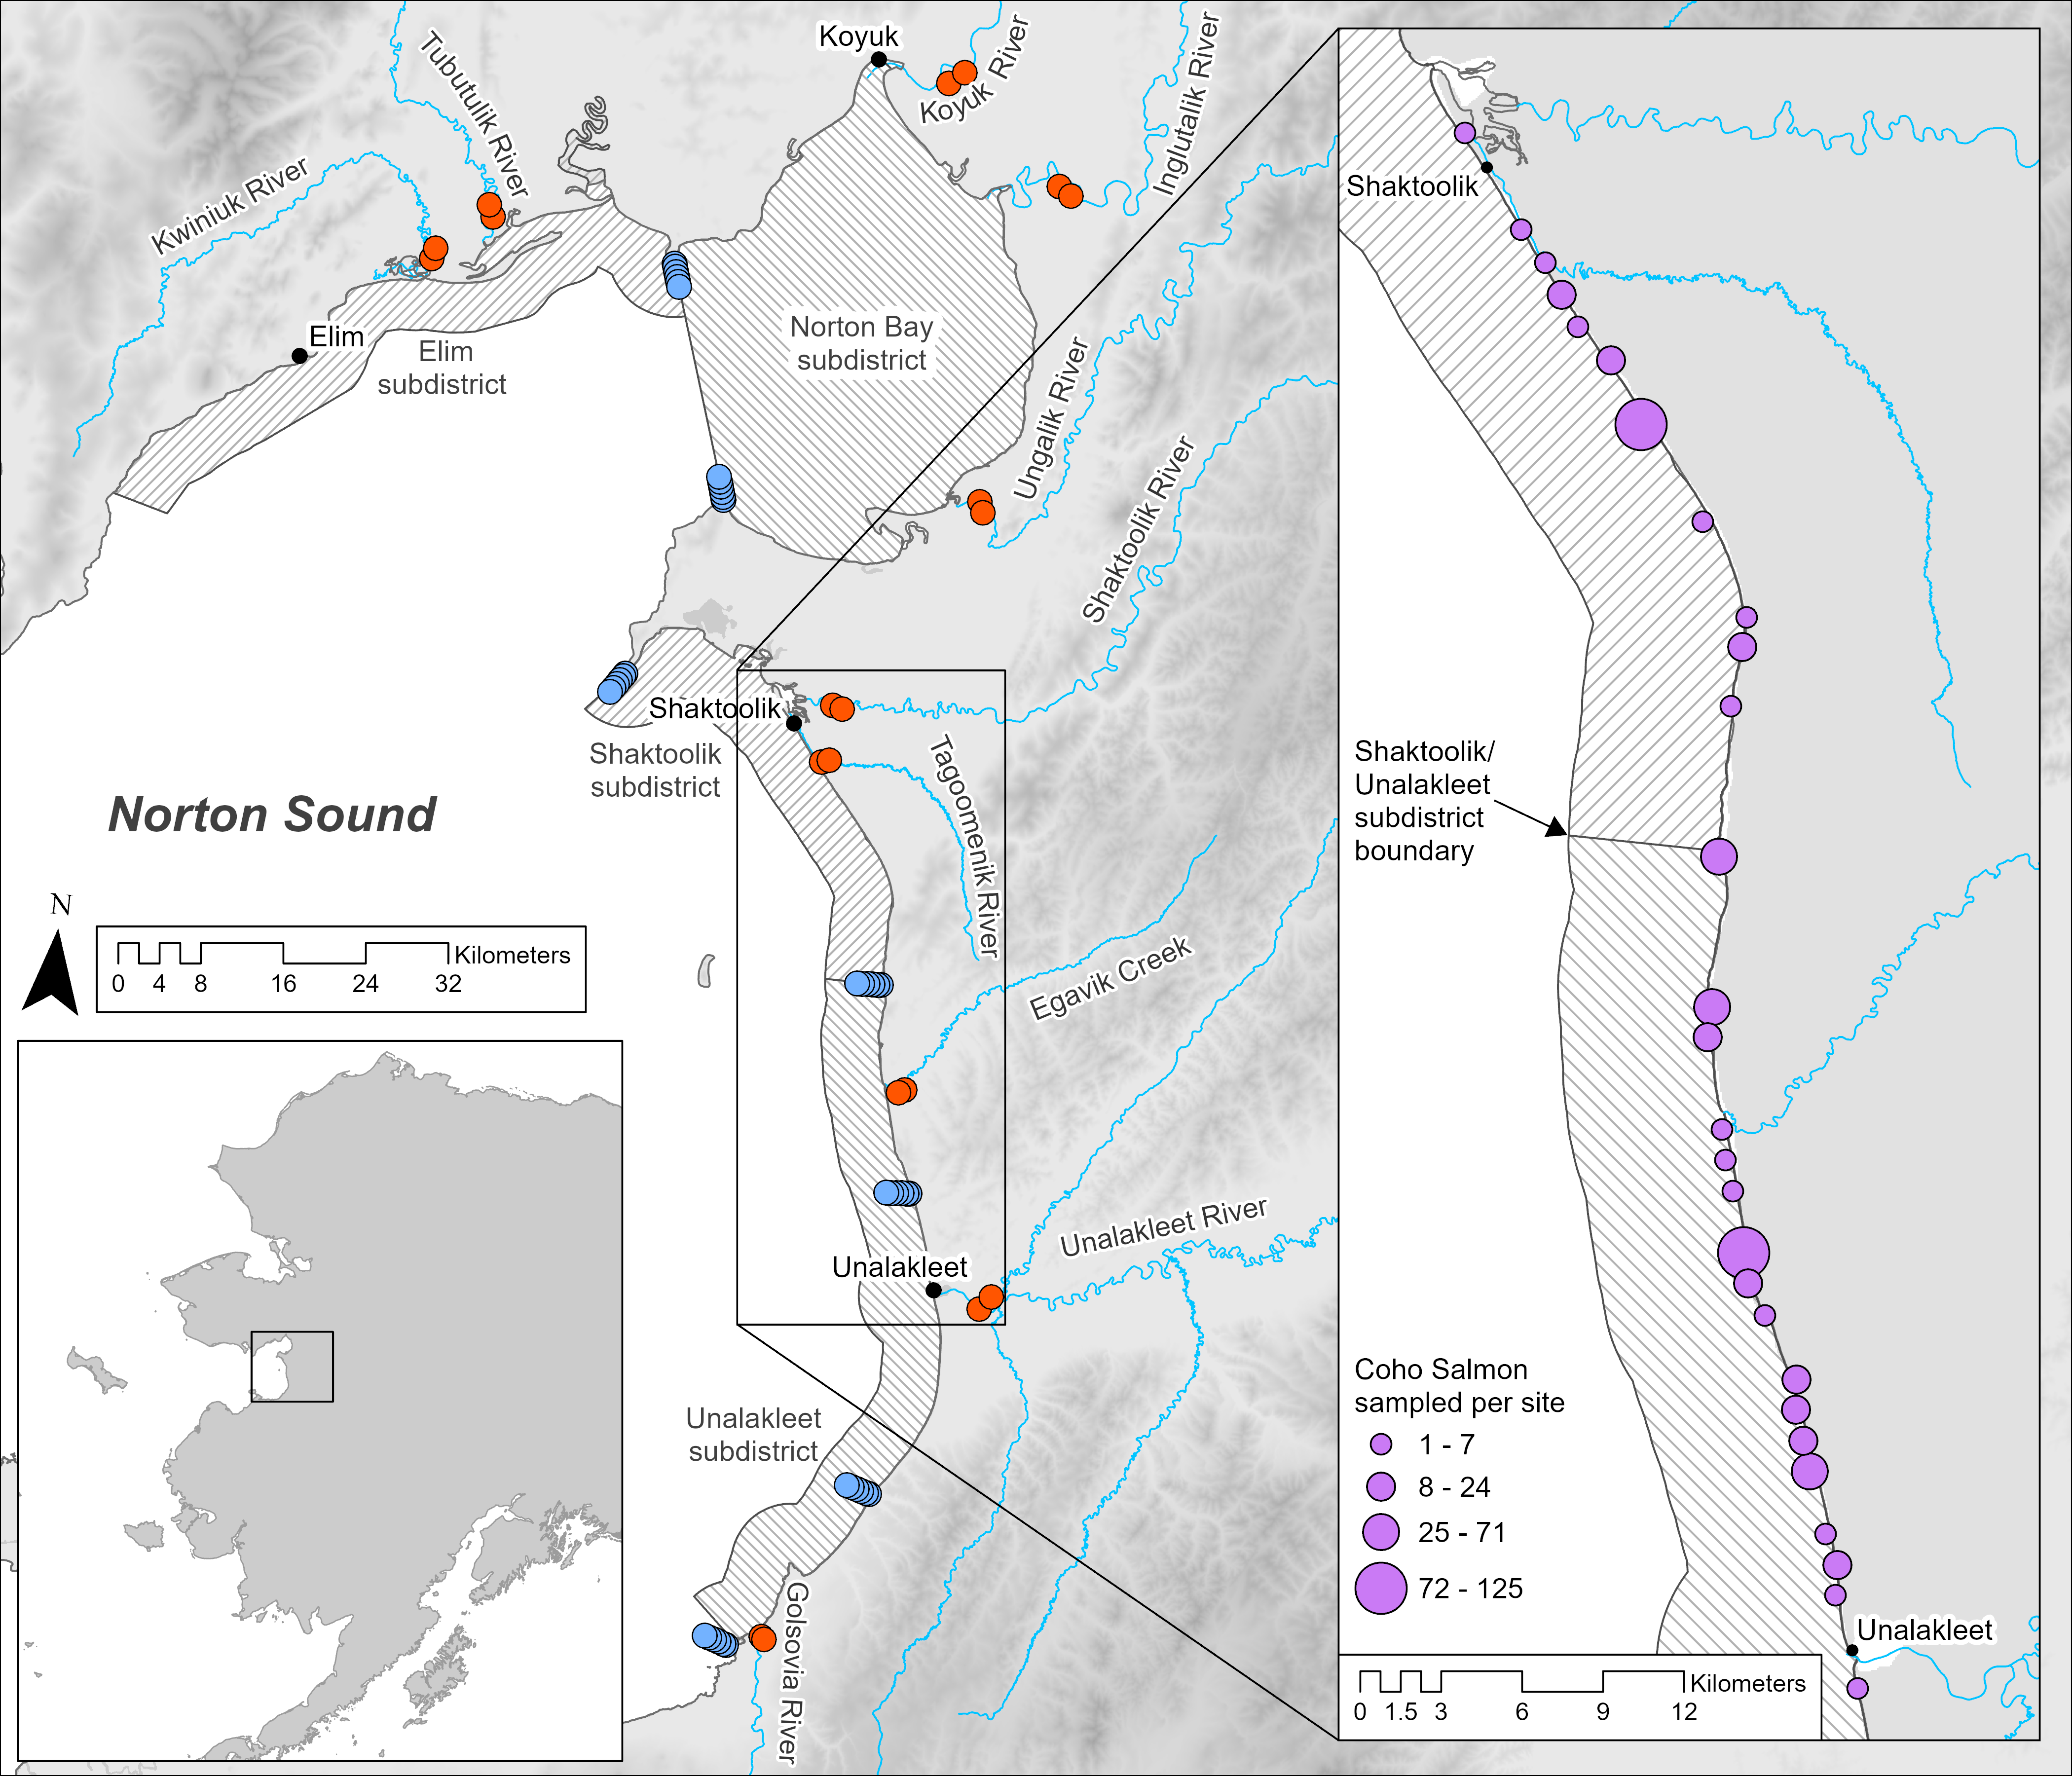 Koyuk
Koyuk River
Tubutulik River
Inglutalik River
Kwiniuk River
Elim
Elim
subdistrict
Norton Bay
subdistrict
Ungalik River
Shaktoolik River
Shaktoolik
Shaktoolik
subdistrict
Tagoomenik River
Norton Sound
N
Kilometers
0 4 8 16 24 32
Egavik Creek
Unalakleet River
Unalakleet
Unalakleet
subdistrict
Golsovia River
Shaktoolik
Shaktoolik/
Unalakleet
subdistrict
boundary
Coho Salmon
sampled per site
1 - 7
8 - 24
25 - 71
72 - 125
Unalakleet
Kilometers
0 1.5 3 6 9 12